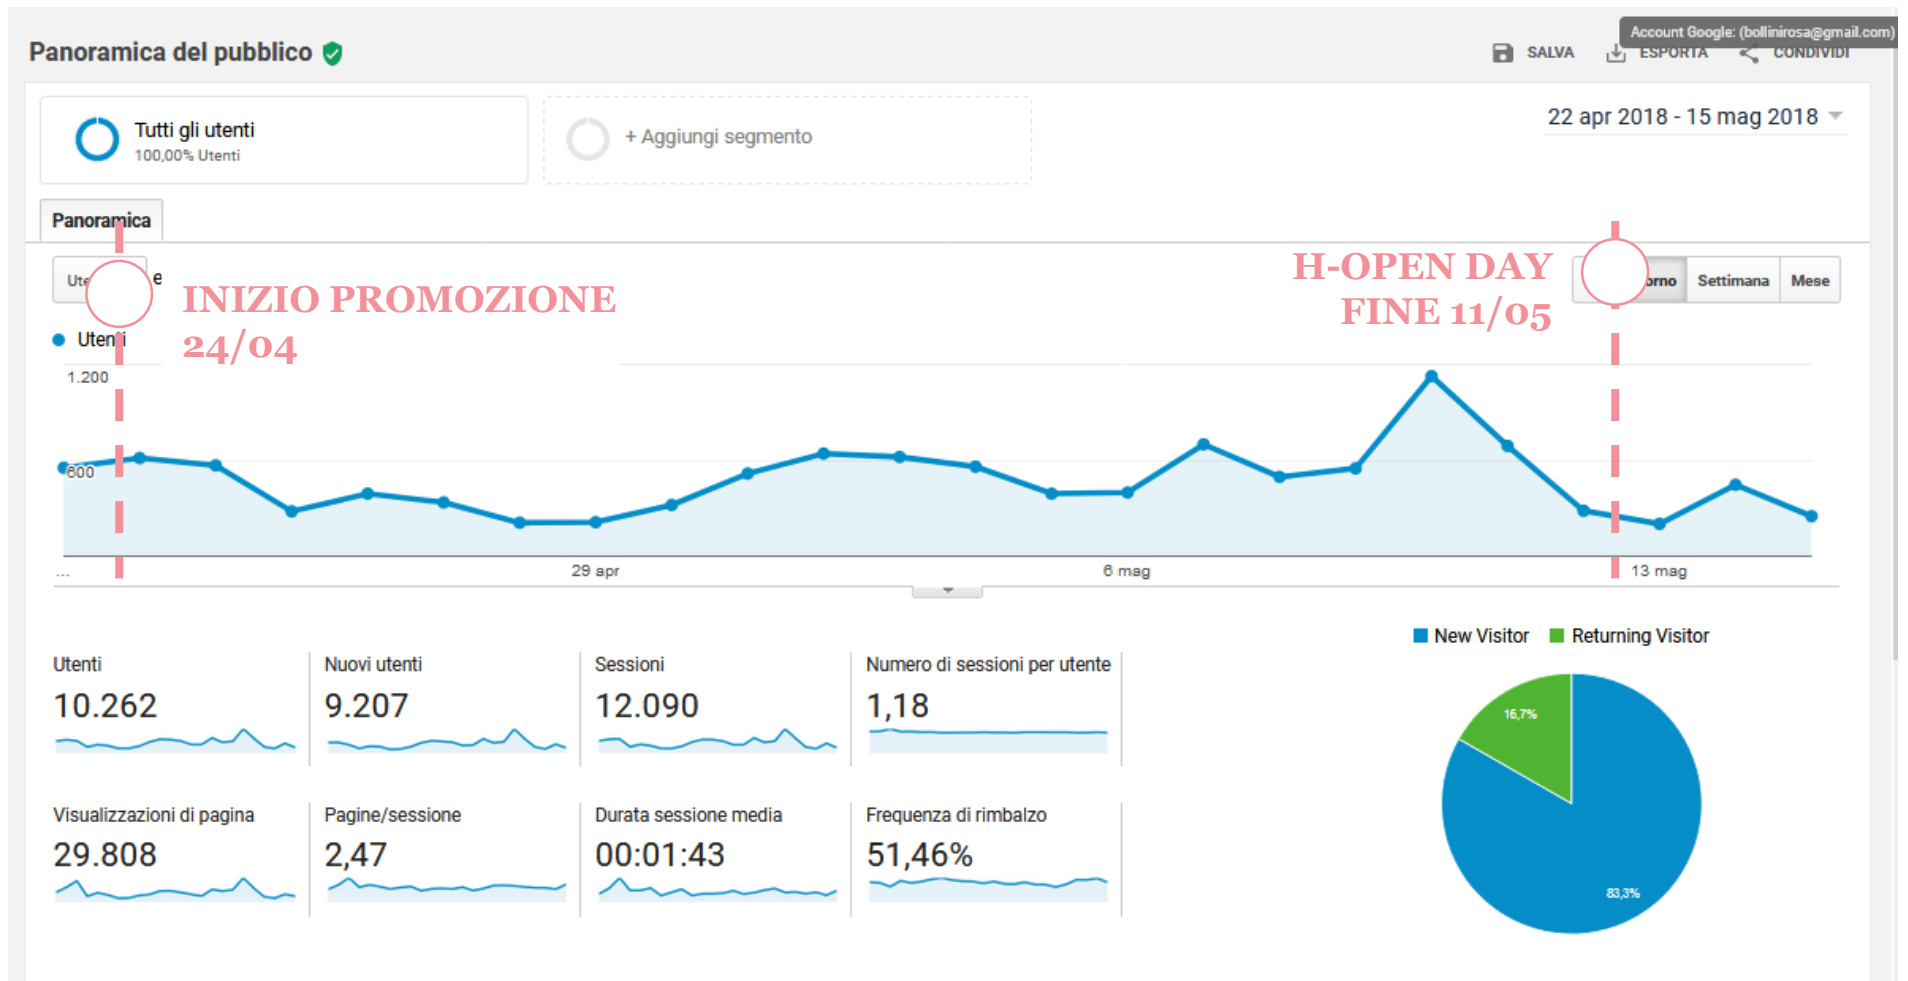 Account Google: (bollinirosa@gmail.com)
Panoramica del pubblico
SALVA
ESPORTA
CONDIVIDI
Tutti gli utenti
100,00% Utenti
+ Aggiungi segmento
22 apr 2018 - 15 mag 2018
Panoramica
e
INIZIO PROMOZIONE
24/04
H-OPEN DAY
FINE 11/05
Settimana
Mese
Utenti
1.200
600
...
29 apr
6 mag
13 mag
New Visitor
Returning Visitor
Utenti
10.262
Nuovi utenti
9.207
Sessioni
12.090
Numero di sessioni per utente
1,18
Visualizzazioni di pagina
29.808
Pagine/sessione
2,47
Durata sessione media
00:01:43
Frequenza di rimbalzo
51,46%
16,7%
83,3%